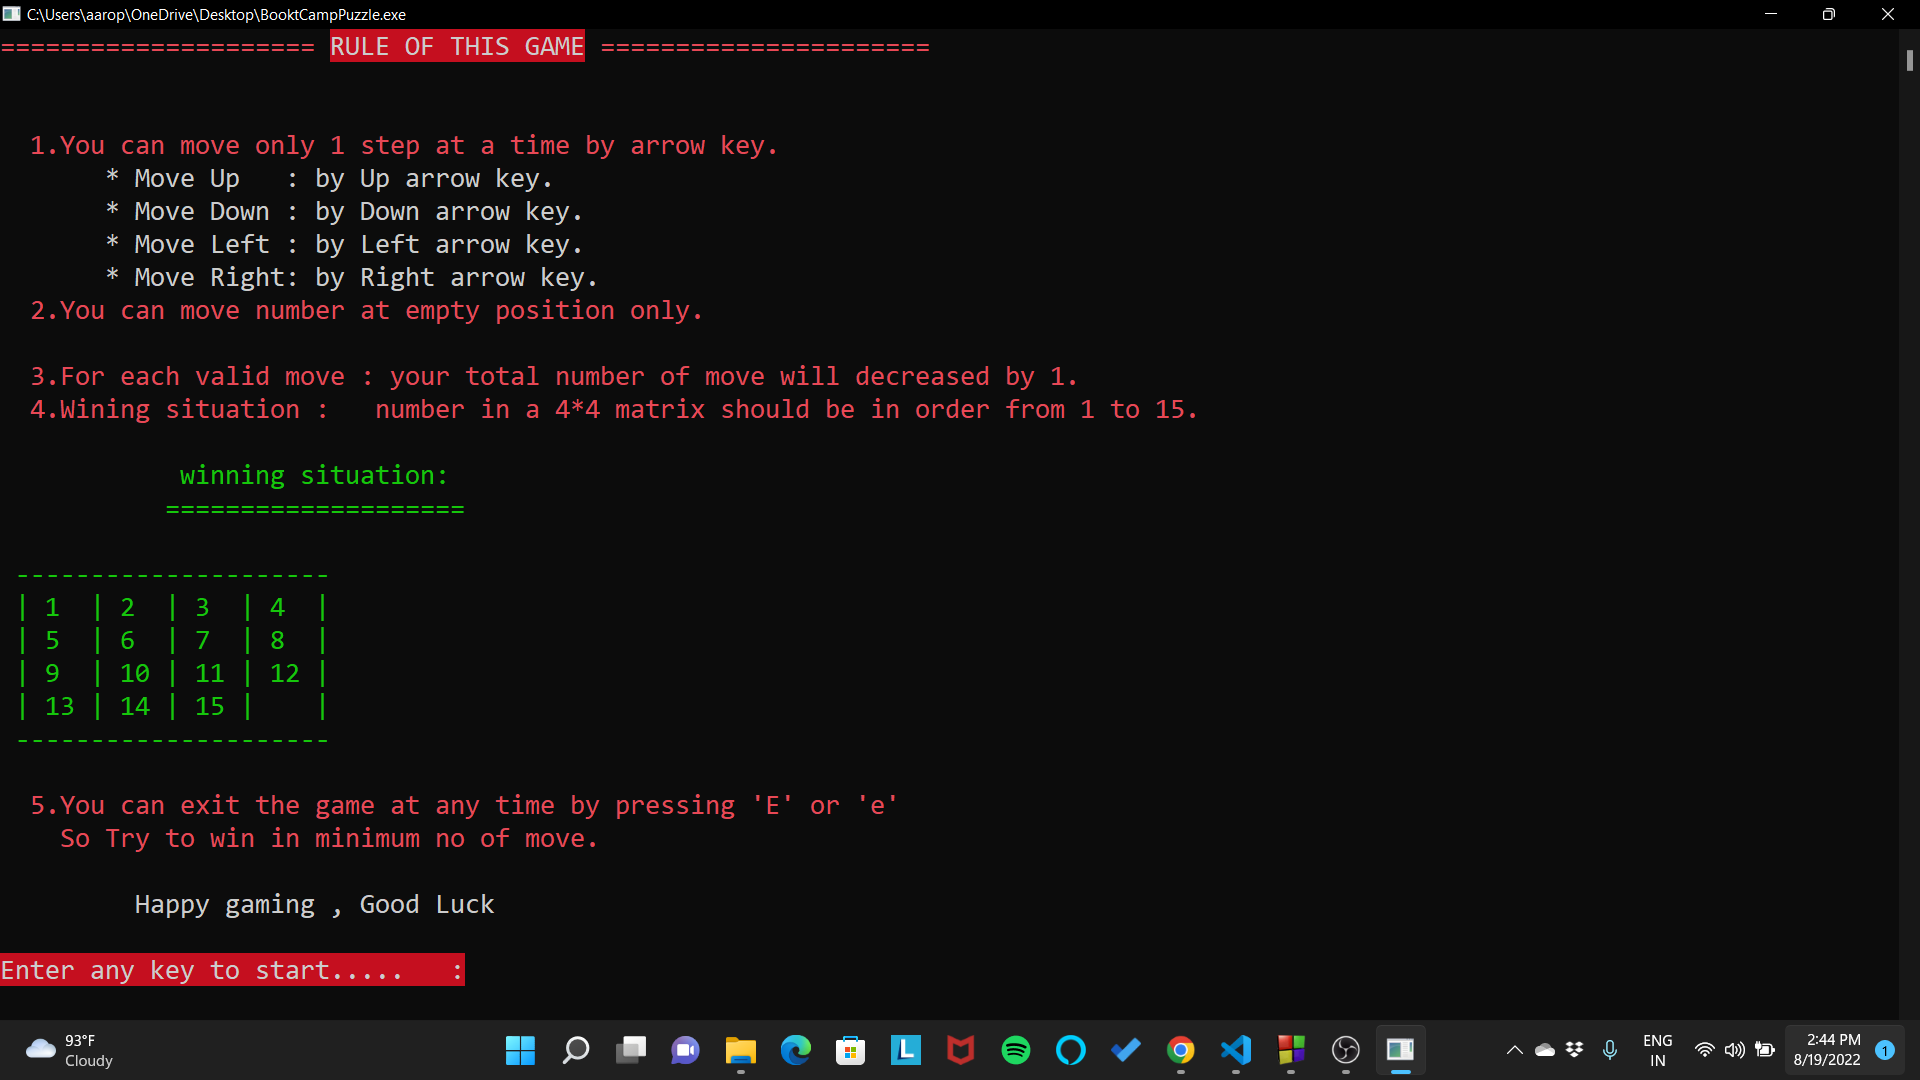 C:\Users\aarop\OneDrive\Desktop\BooktCampPuzzle.exe
===================== RULE OF THIS GAME ======================
1.You can move only 1 step at a time by arrow key.
* Move Up   : by Up arrow key.
* Move Down : by Down arrow key.
* Move Left : by Left arrow key.
* Move Right: by Right arrow key.
2.You can move number at empty position only.
3.For each valid move : your total number of move will decreased by 1.
4.Wining situation :   number in a 4*4 matrix should be in order from 1 to 15.
winning situation:
====================
---------------------
| 1  | 2  | 3  | 4  |
| 5  | 6  | 7  | 8  |
| 9  | 10 | 11 | 12 |
| 13 | 14 | 15 |    |
---------------------
5.You can exit the game at any time by pressing 'E' or 'e'
So Try to win in minimum no of move.
Happy gaming , Good Luck
Enter any key to start.....   :
93°F
Cloudy
L
ENG
IN
2:44 PM
8/19/2022
1